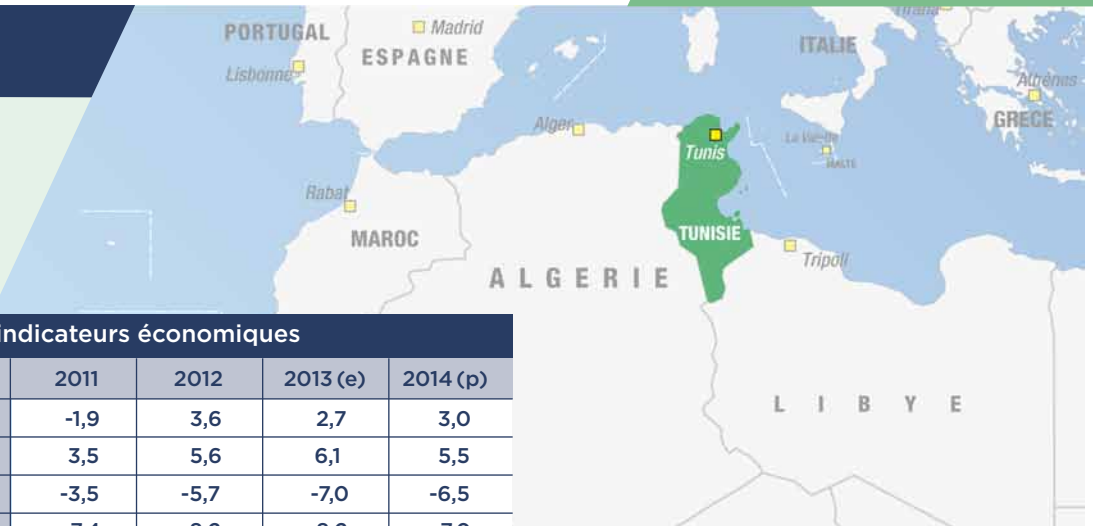 PORTUGAL
Madrid
ESPAGNE
ITALIE
Lisbonne
Athènes
GRECE
Alger
La Valette
MALTE
Tunis
Rabat
MAROC
TUNISIE
Tripoli
ALGERIE
LIBYE
indicateurs économiques
2011 2012 2013 (e) 2014 (p)
-1,9 3,6 2,7 3,0
3,5 5,6 6,1 5,5
-3,5 -5,7 -7,0 -6,5